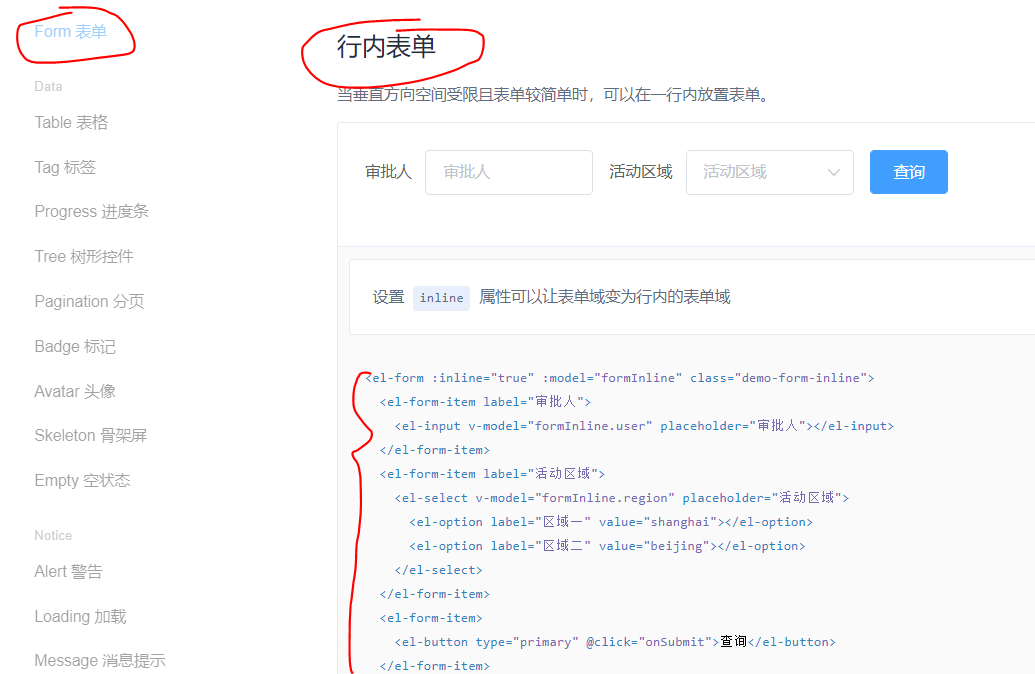 Form 表单
Data
Table 表格
Tag 标签
Progress 进度条
Tree 树形控件
Pagination 分页
Badge 标记
Avatar 头像
Skeleton 骨架屏
Empty 空状态
Notice
Alert 警告
Loading 加载
Message 消息提示
行内表单
当垂直方向空间受限且表单较简单时，可以在一行内放置表单。
审批人 审批人 活动区域 活动区域 查询
设置 inline 属性可以让表单域变为行内的表单域
<el-form :inline="true" :model="formInline" class="demo-form-inline">
<el-form-item label="审批人">
<el-input v-model="formInline.user" placeholder="审批人"></el-input>
</el-form-item>
<el-form-item label="活动区域">
<el-select v-model="formInline.region" placeholder="活动区域">
<el-option label="区域一" value="shanghai"></el-option>
<el-option label="区域二" value="beijing"></el-option>
</el-select>
</el-form-item>
<el-form-item>
<el-button type="primary" @click="onSubmit">查询</el-button>
</el-form-item>